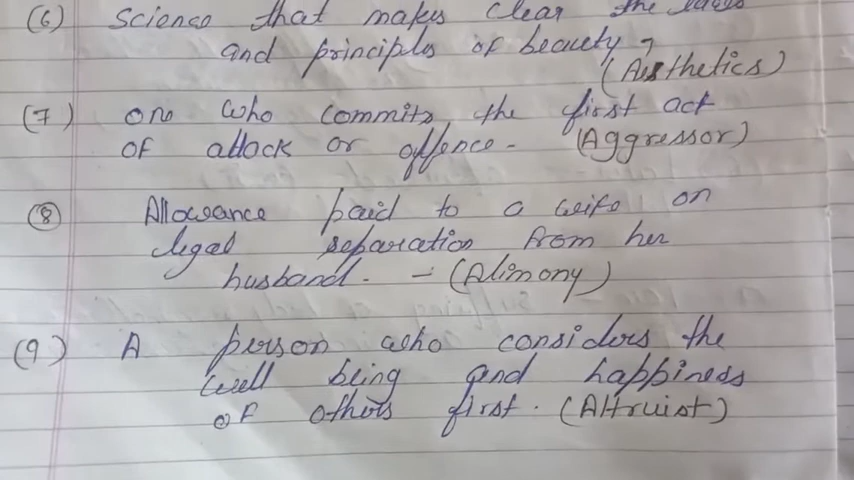 (6) Science that makes clear the
and principles of beauty -
(Aesthetics)
(7) one who commits the first act
of attack or offence - (Aggressor)
(8) Allowance paid to a wife on
legal separation from her
husband. - (Alimony)
(9) A person who considers the
well being and happiness
of others first. (Altruist)